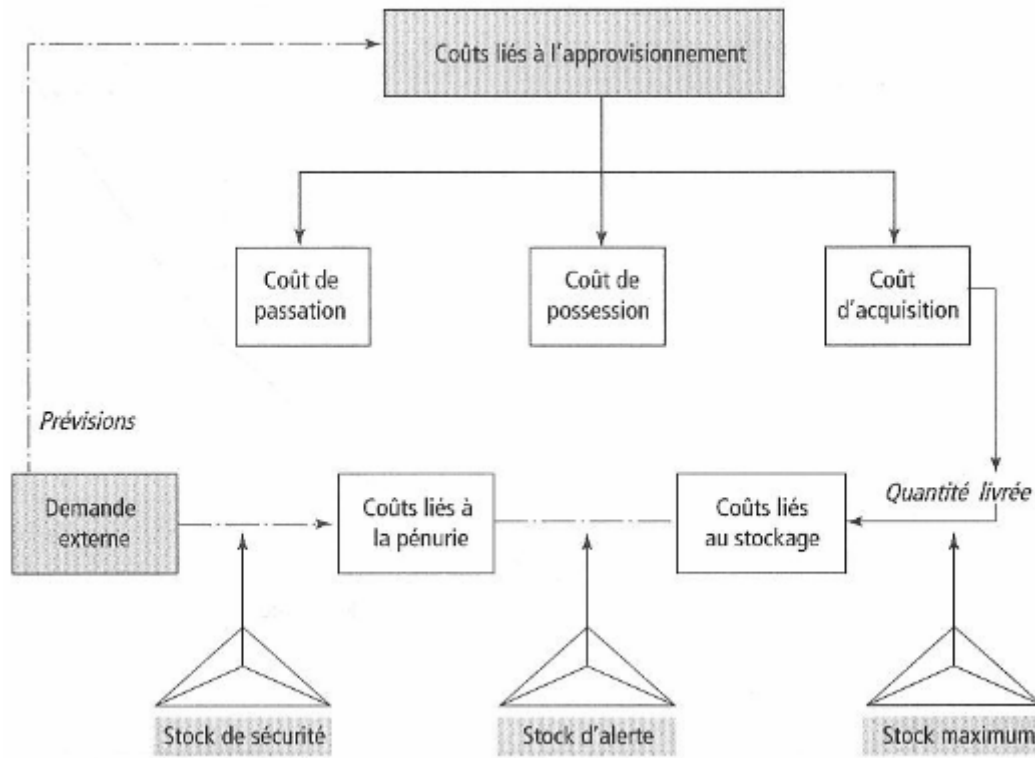 Coûts liés à l'approvisionnement
Coût de
passation
Coût de
possession
Coût
d'acquisition
Prévisions
Demande
externe
Coûts liés à
la pénurie
Coûts liés
au stockage
Quantité livrée
Stock de sécurité
Stock d'alerte
Stock maximum